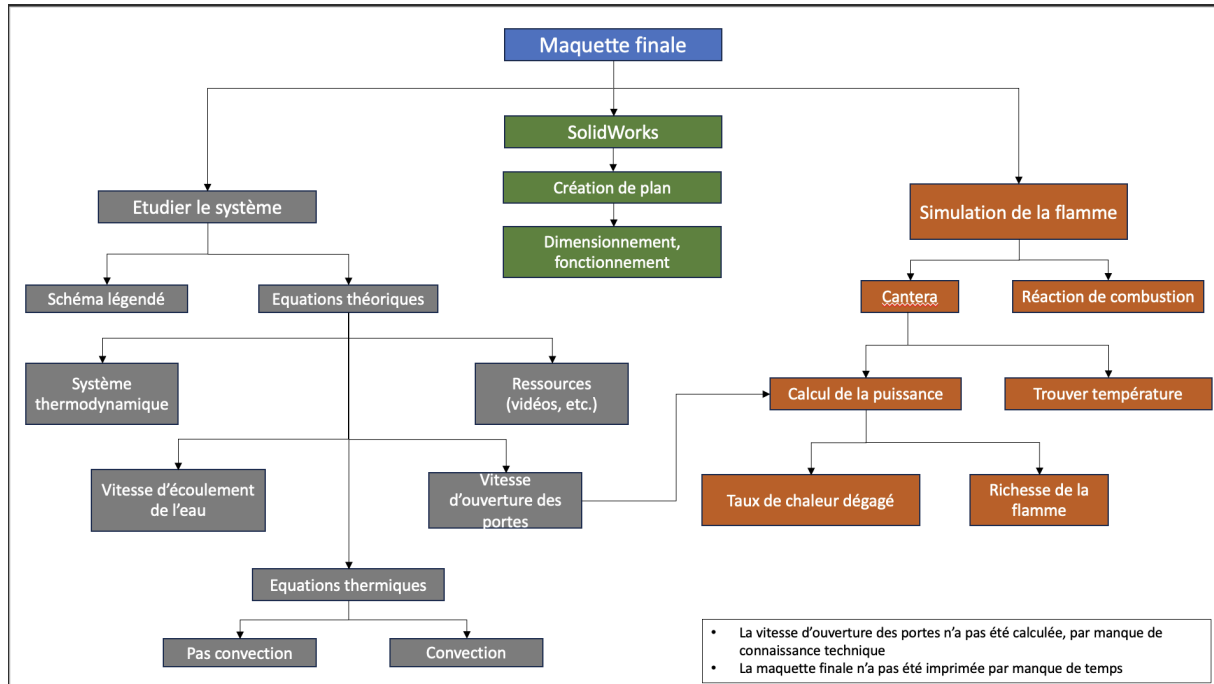 Maquette finale
SolidWorks
Création de plan
Dimensionnement,
fonctionnement
Etudier le système
Schéma légendé
Equations théoriques
Système
thermodynamique
Ressources
(vidéos, etc.)
Vitesse d'écoulement
de l'eau
Vitesse
d'ouverture des
portes
Equations thermiques
Pas convection
Convection
Simulation de la flamme
Cantera
Réaction de combustion
Calcul de la puissance
Trouver température
Taux de chaleur dégagé
Richesse de la
flamme
• La vitesse d'ouverture des portes n'a pas été calculée, par manque de
connaissance technique
• La maquette finale n'a pas été imprimée par manque de temps